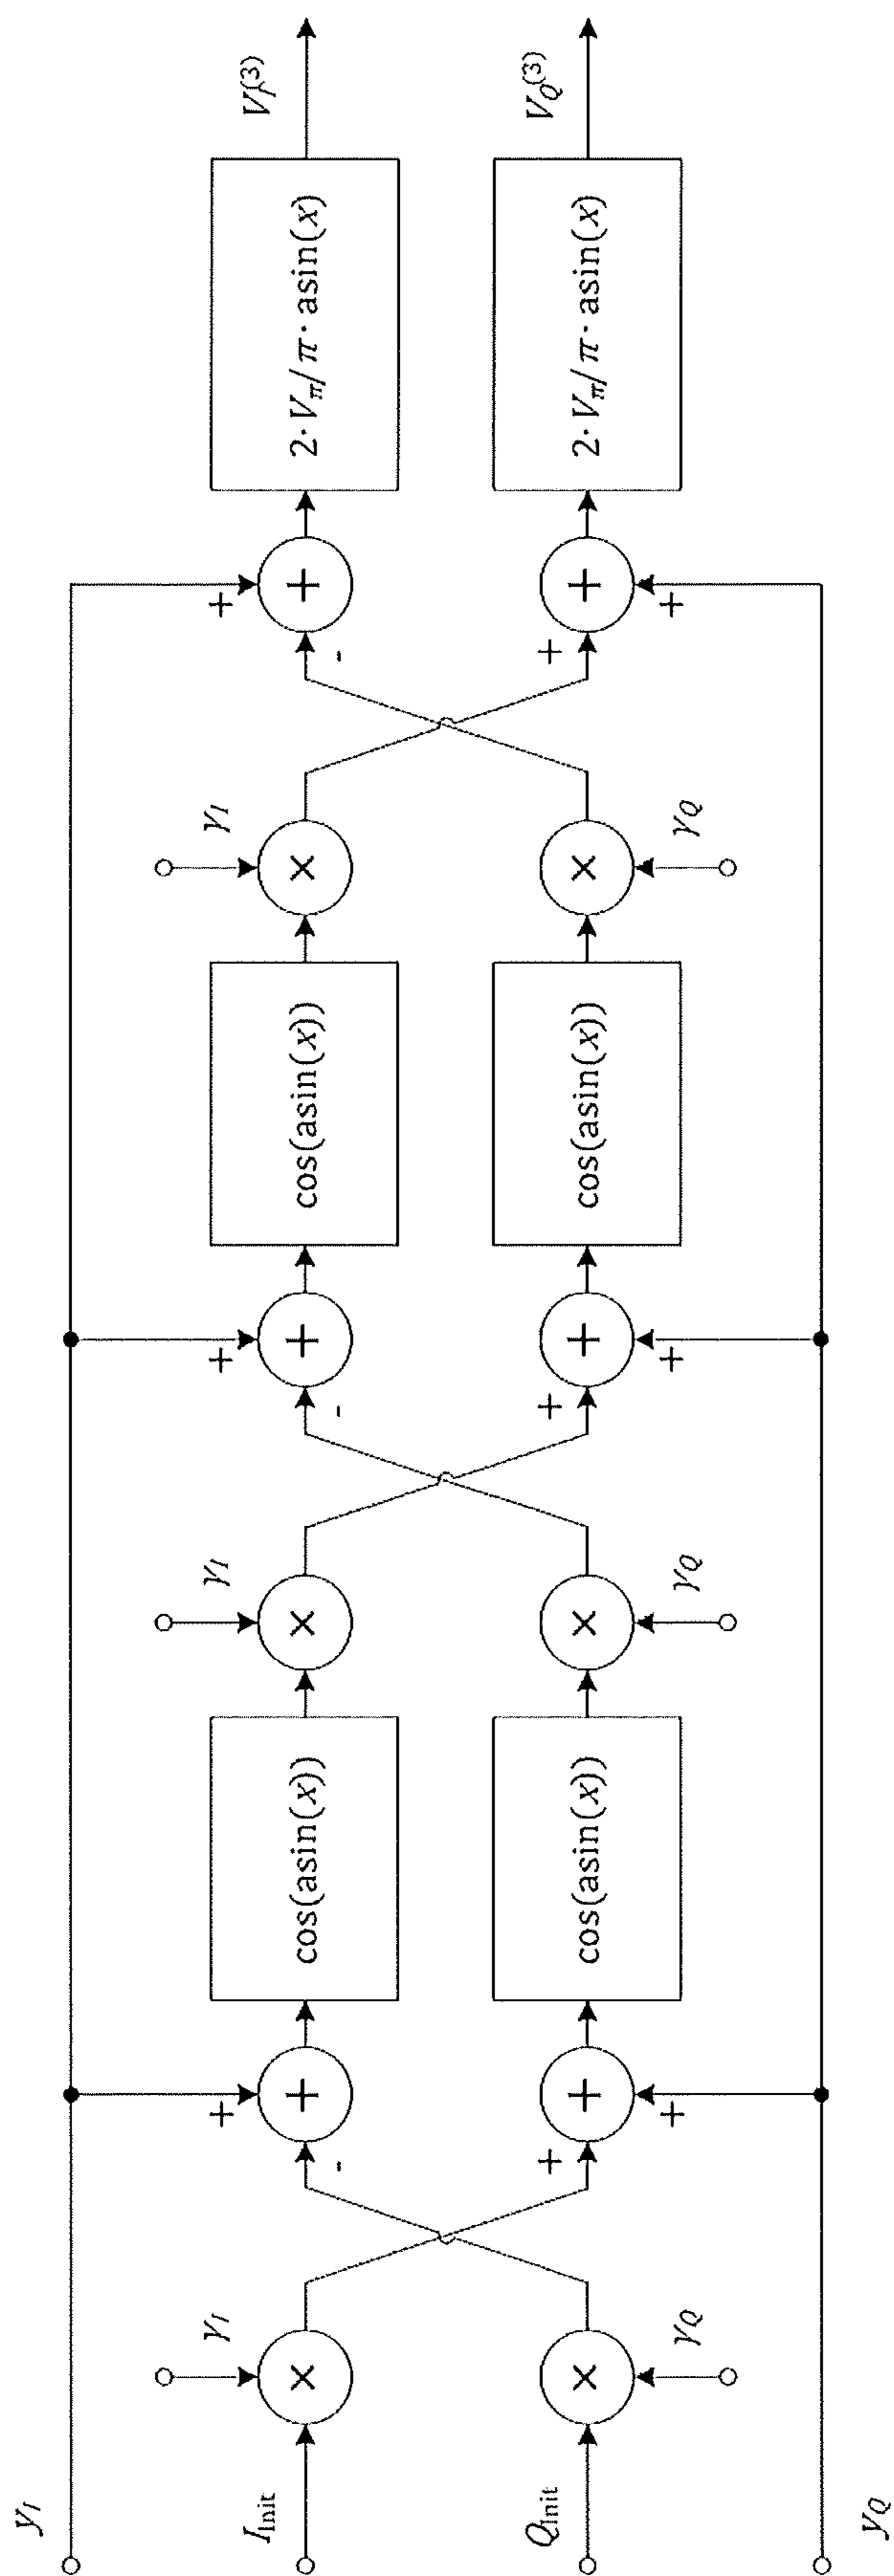 y_I
γ_I γ_I γ_I
+ + +
I_Init × + cos(asin(x)) × + cos(asin(x)) × + 2·V_π/π·asin(x) V_I^(3)
- - -
+ + +
Q_Init × + cos(asin(x)) × + cos(asin(x)) × + 2·V_π/π·asin(x) V_Q^(3)
+ + +
γ_Q γ_Q γ_Q
y_Q